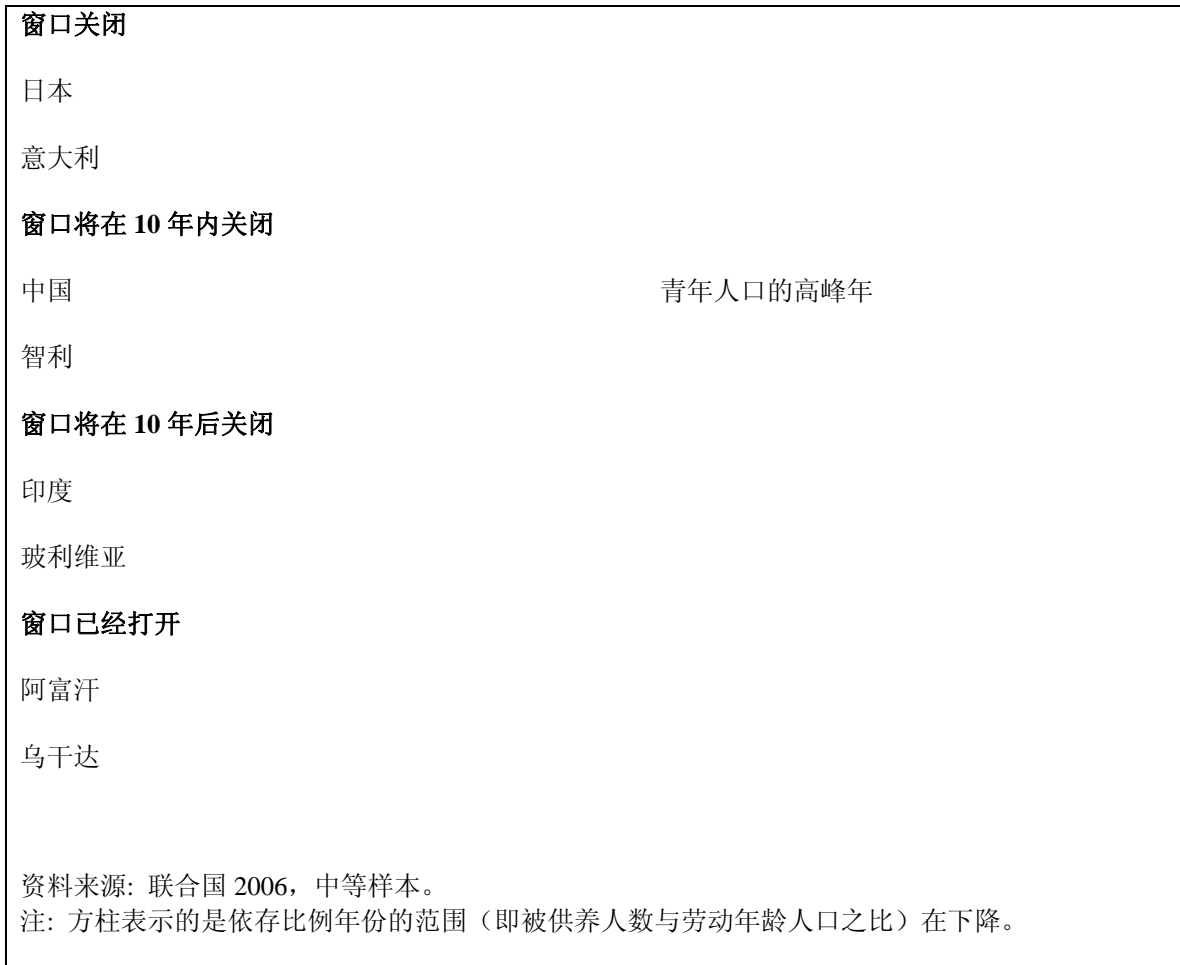 窗口关闭
日本
意大利
窗口将在 10 年内关闭
中国 青年人口的高峰年
智利
窗口将在 10 年后关闭
印度
玻利维亚
窗口已经打开
阿富汗
乌干达
资料来源: 联合国 2006，中等样本。
注: 方柱表示的是依存比例年份的范围（即被供养人数与劳动年龄人口之比）在下降。